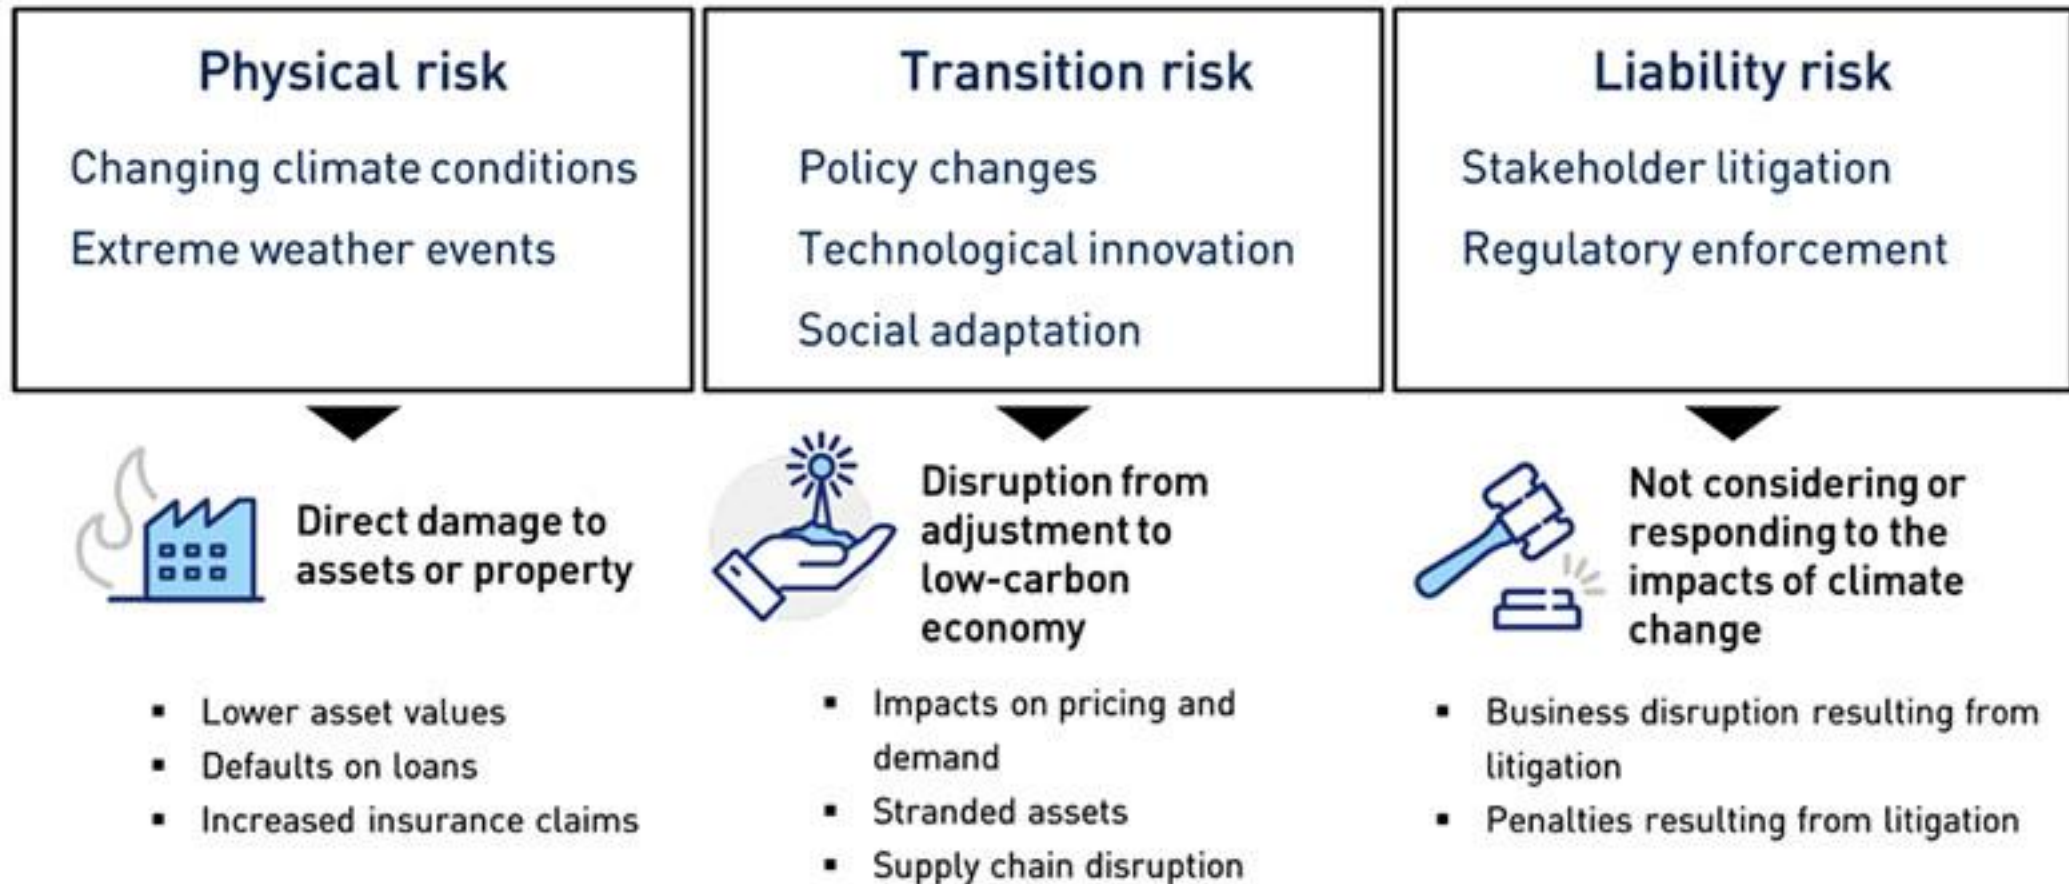 Physical risk
Changing climate conditions
Extreme weather events
Direct damage to
assets or property
▪ Lower asset values
▪ Defaults on loans
▪ Increased insurance claims
Transition risk
Policy changes
Technological innovation
Social adaptation
Disruption from
adjustment to
low-carbon
economy
▪ Impacts on pricing and
demand
▪ Stranded assets
▪ Supply chain disruption
Liability risk
Stakeholder litigation
Regulatory enforcement
Not considering or
responding to the
impacts of climate
change
▪ Business disruption resulting from
litigation
▪ Penalties resulting from litigation